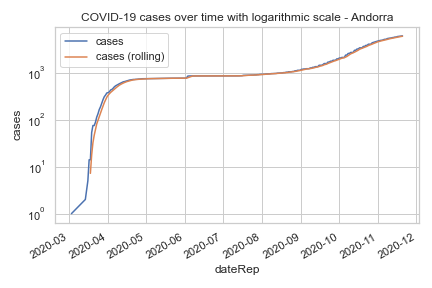 COVID-19 cases over time with logarithmic scale - Andorra
cases
cases (rolling)
10³
10²
10¹
10⁰
cases
2020-03
2020-04
2020-05
2020-06
2020-07
2020-08
2020-09
2020-10
2020-11
2020-12
dateRep